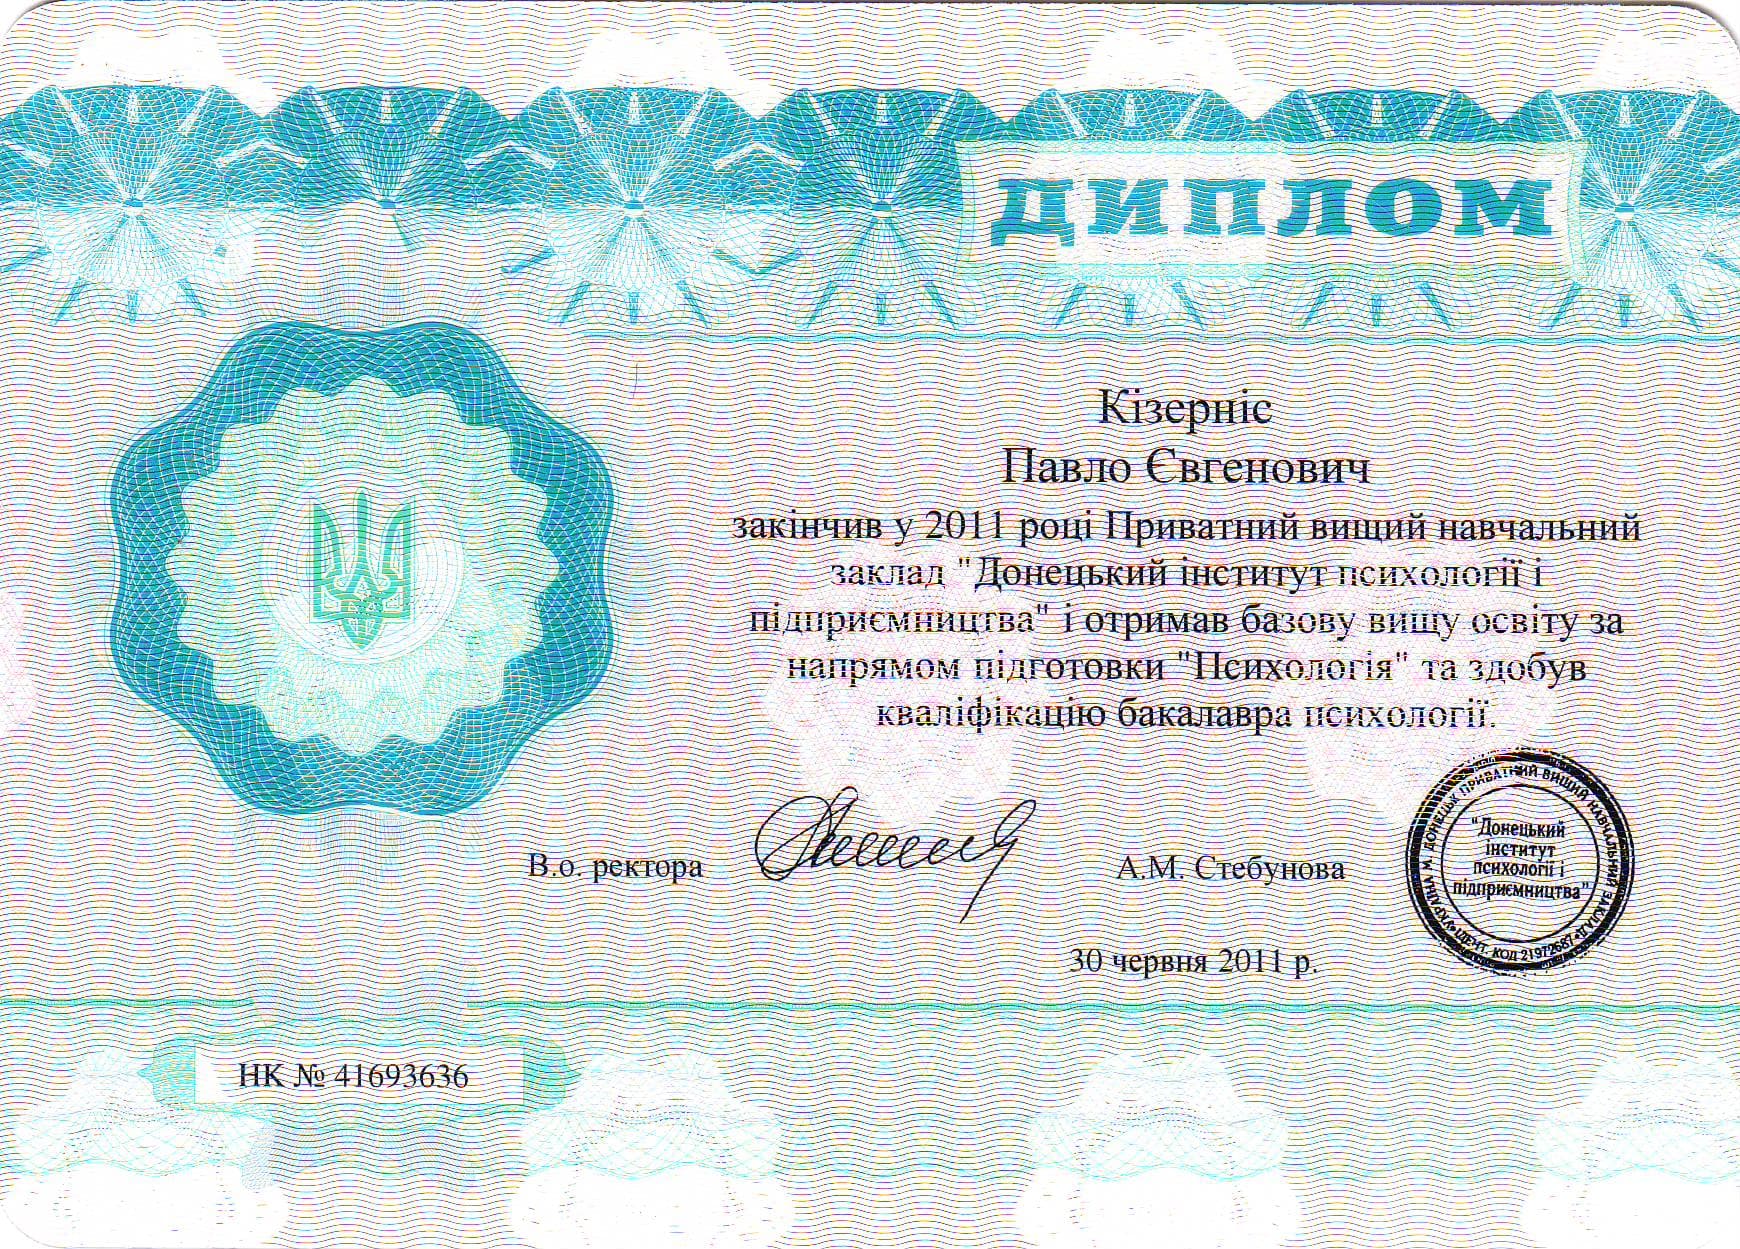 ДИПЛОМ
Кізерніс
Павло Євгенович
закінчив у 2011 році Приватний вищий навчальний
заклад "Донецький інститут психології і
підприємництва" і отримав базову вищу освіту за
напрямом підготовки "Психологія" та здобув
кваліфікацію бакалавра психології.
В.о. ректора
А.М. Стебунова
УКРАЇНА М. ДОНЕЦЬК ПРИВАТНИЙ ВИЩИЙ НАВЧАЛЬНИЙ ЗАКЛАД
ІДЕНТ. КОД 21972687
"Донецький
інститут
психології і
підприємництва"
30 червня 2011 р.
НК № 41693636